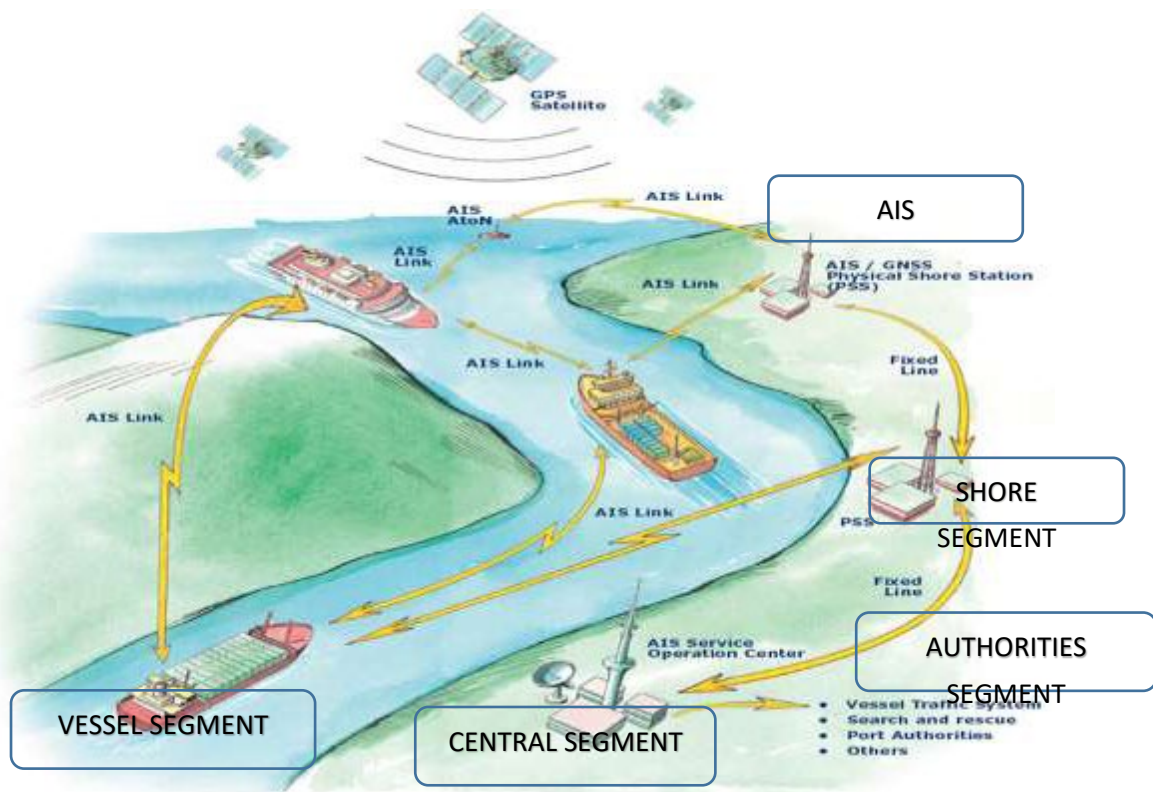 GPS
Satellite
AIS Link
AIS
AIS
AtoN
AIS
Link
AIS / GNSS
Physical Shore Station
(PSS)
AIS Link
AIS Link
Fixed
Line
AIS Link
SHORE
SEGMENT
PSS
AIS Link
Fixed
Line
AIS Service
Operation Center
AUTHORITIES
SEGMENT
VESSEL SEGMENT
CENTRAL SEGMENT
• Vessel Traffic System
• Search and rescue
• Port Authorities
• Others